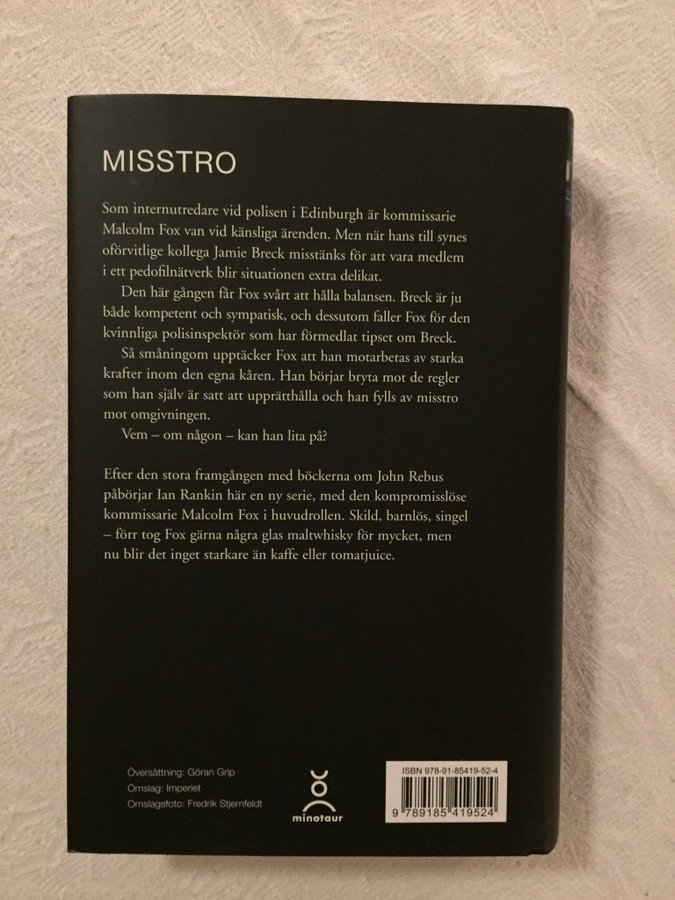 MISSTRO
Som internutredare vid polisen i Edinburgh är kommissarie
Malcolm Fox van vid känsliga ärenden. Men när hans till synes
oförvitlige kollega Jamie Breck misstänks för att vara medlem
i ett pedofilnätverk blir situationen extra delikat.
Den här gången får Fox svårt att hålla balansen. Breck är ju
både kompetent och sympatisk, och dessutom faller Fox för den
kvinnliga polisinspektör som har förmedlat tipset om Breck.
Så småningom upptäcker Fox att han motarbetas av starka
krafter inom den egna kåren. Han börjar bryta mot de regler
som han själv är satt att upprätthålla och han fylls av misstro
mot omgivningen.
Vem – om någon – kan han lita på?
Efter den stora framgången med böckerna om John Rebus
påbörjar Ian Rankin här en ny serie, med den kompromisslöse
kommissarie Malcolm Fox i huvudrollen. Skild, barnlös, singel
– förr tog Fox gärna några glas maltwhisky för mycket, men
nu blir det inget starkare än kaffe eller tomatjuice.
Översättning: Göran Grip
Omslag: Imperiet
Omslagsfoto: Fredrik Stjernfeldt
minotaur
ISBN 978-91-85419-52-4
9 789185 419524